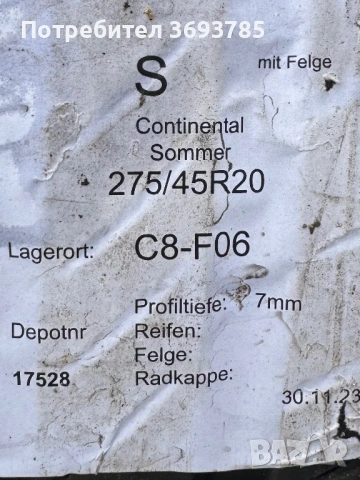 Потребител 3693785
S
mit Felge
Continental
Sommer
275/45R20
Lagerort: C8-F06
Profiltiefe: 7mm
Depotnr Reifen:
Felge:
17528 Radkappe:
30.11.23
BAZAR